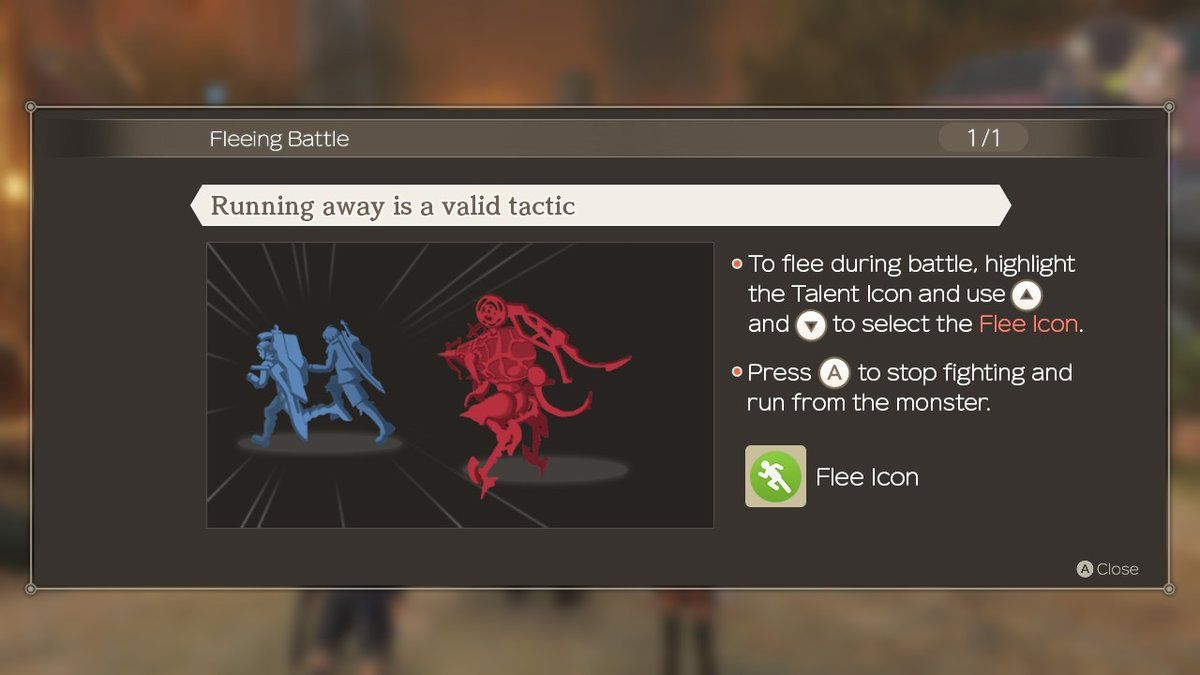 Fleeing Battle
1/1
Running away is a valid tactic
To flee during battle, highlight
the Talent Icon and use ▲
and ▼ to select the Flee Icon.
Press A to stop fighting and
run from the monster.
Flee Icon
A Close